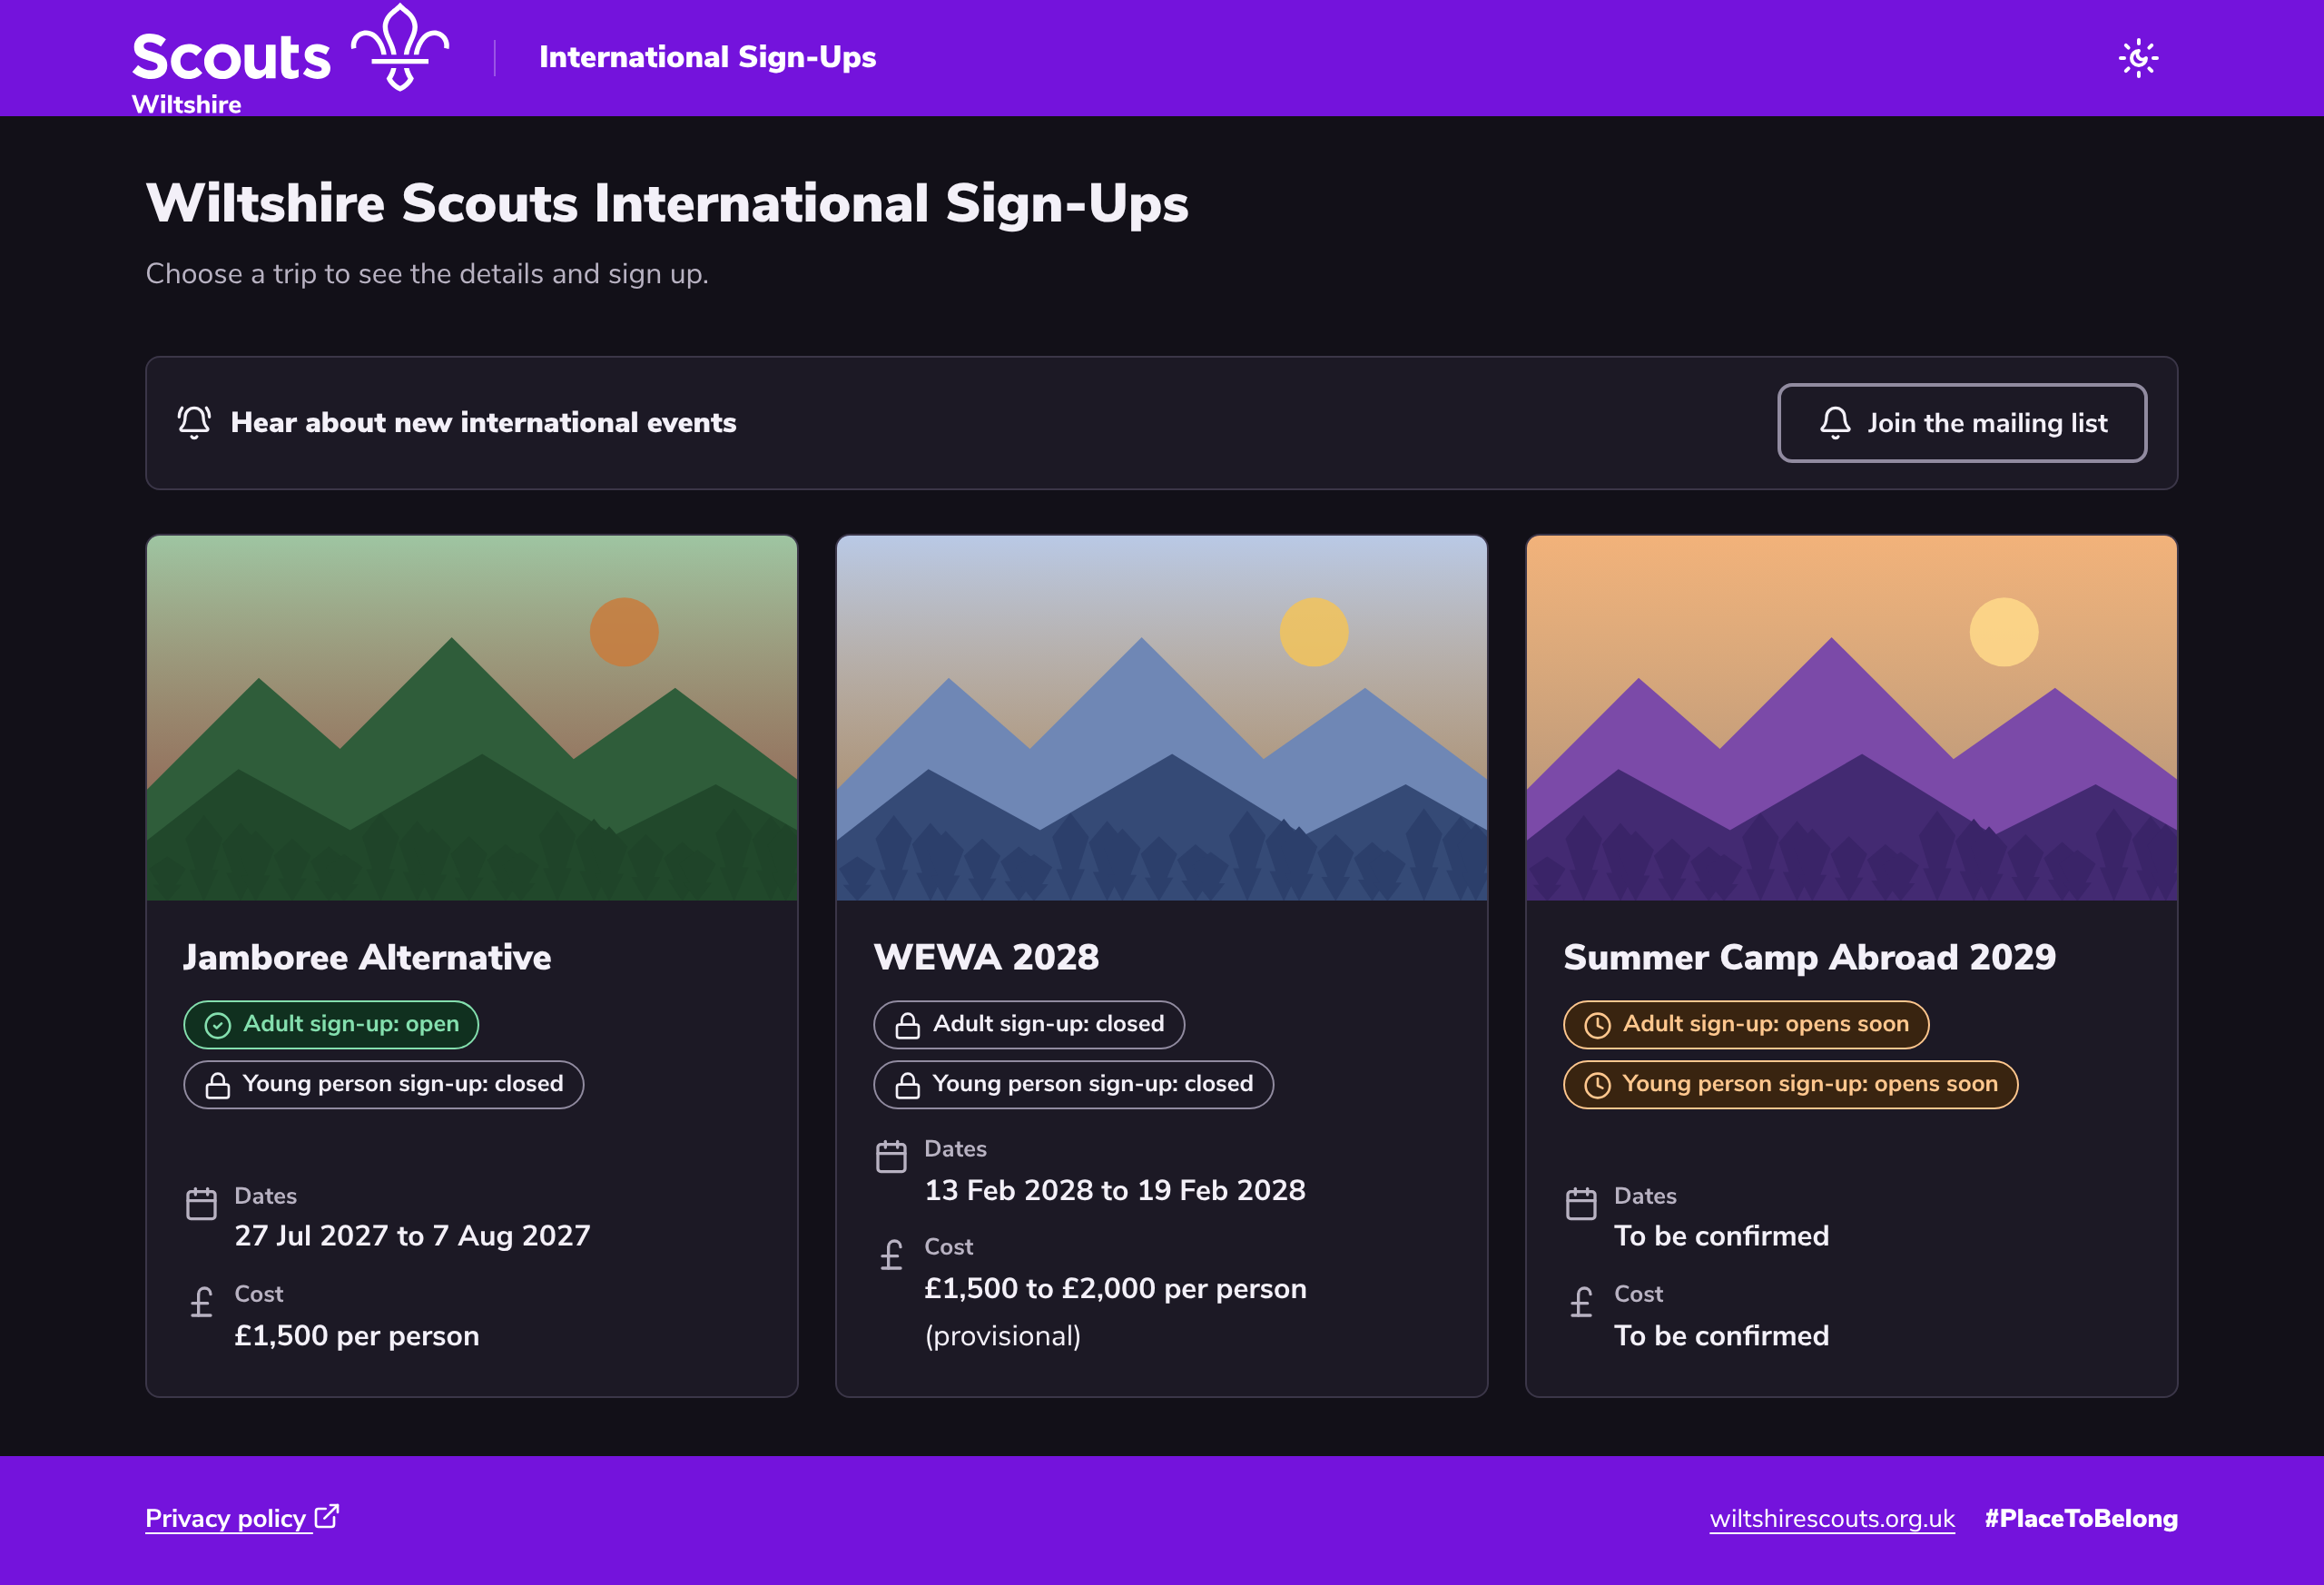 Scouts
Wiltshire
International Sign-Ups
Wiltshire Scouts International Sign-Ups
Choose a trip to see the details and sign up.
Hear about new international events
Join the mailing list
Jamboree Alternative
Adult sign-up: open
Young person sign-up: closed
Dates
27 Jul 2027 to 7 Aug 2027
£
Cost
£1,500 per person
WEWA 2028
Adult sign-up: closed
Young person sign-up: closed
Dates
13 Feb 2028 to 19 Feb 2028
£
Cost
£1,500 to £2,000 per person
(provisional)
Summer Camp Abroad 2029
Adult sign-up: opens soon
Young person sign-up: opens soon
Dates
To be confirmed
£
Cost
To be confirmed
Privacy policy
wiltshirescouts.org.uk
#PlaceToBelong